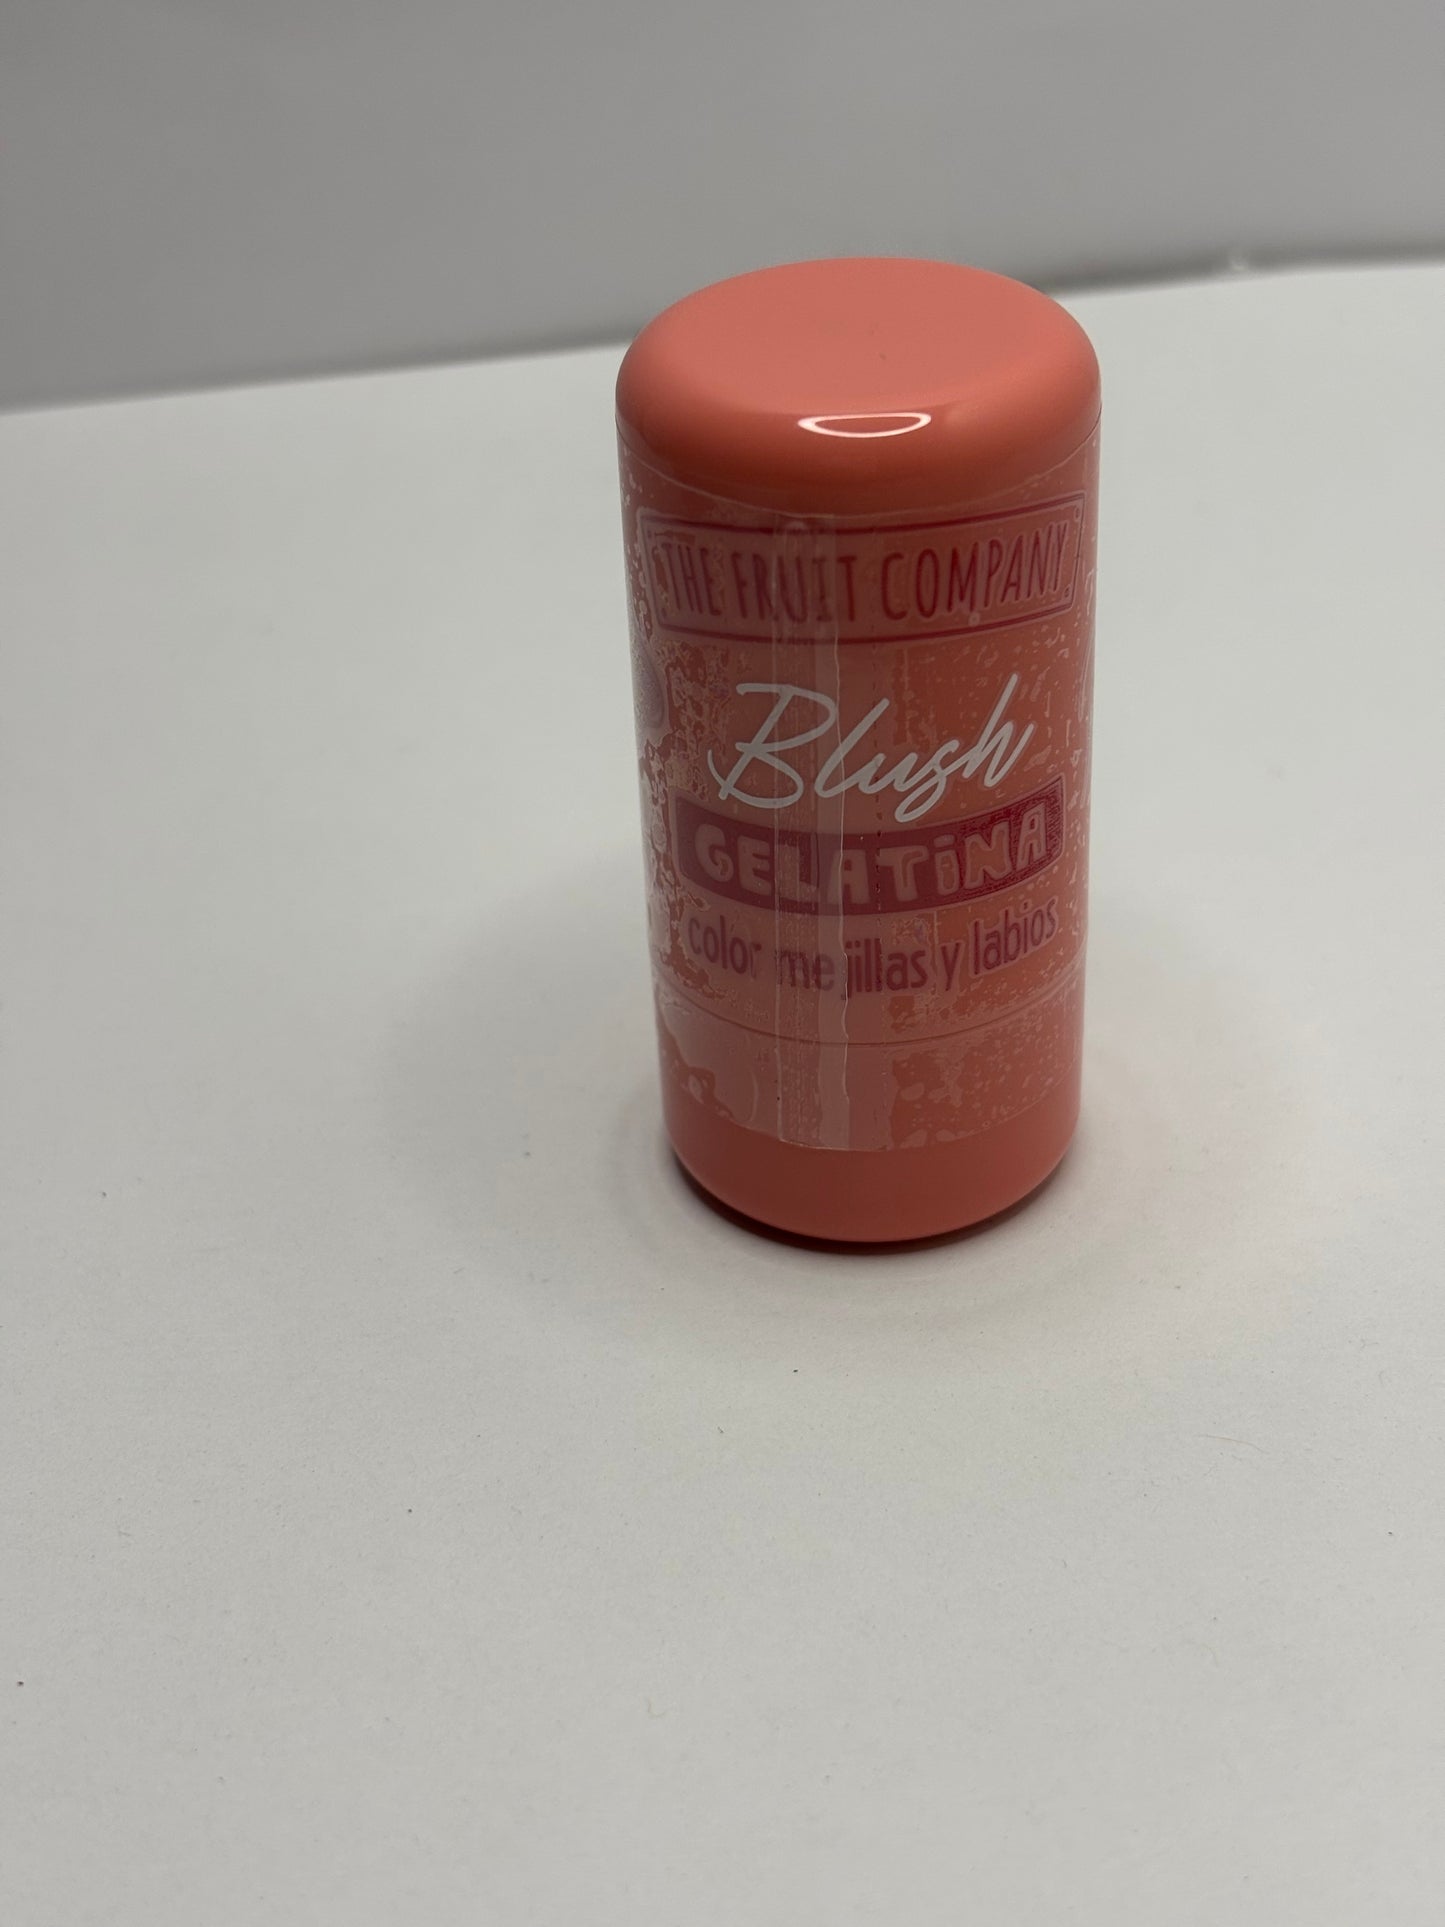 THE FRUIT COMPANY
Blush
GELATINA
color mejillas y labios